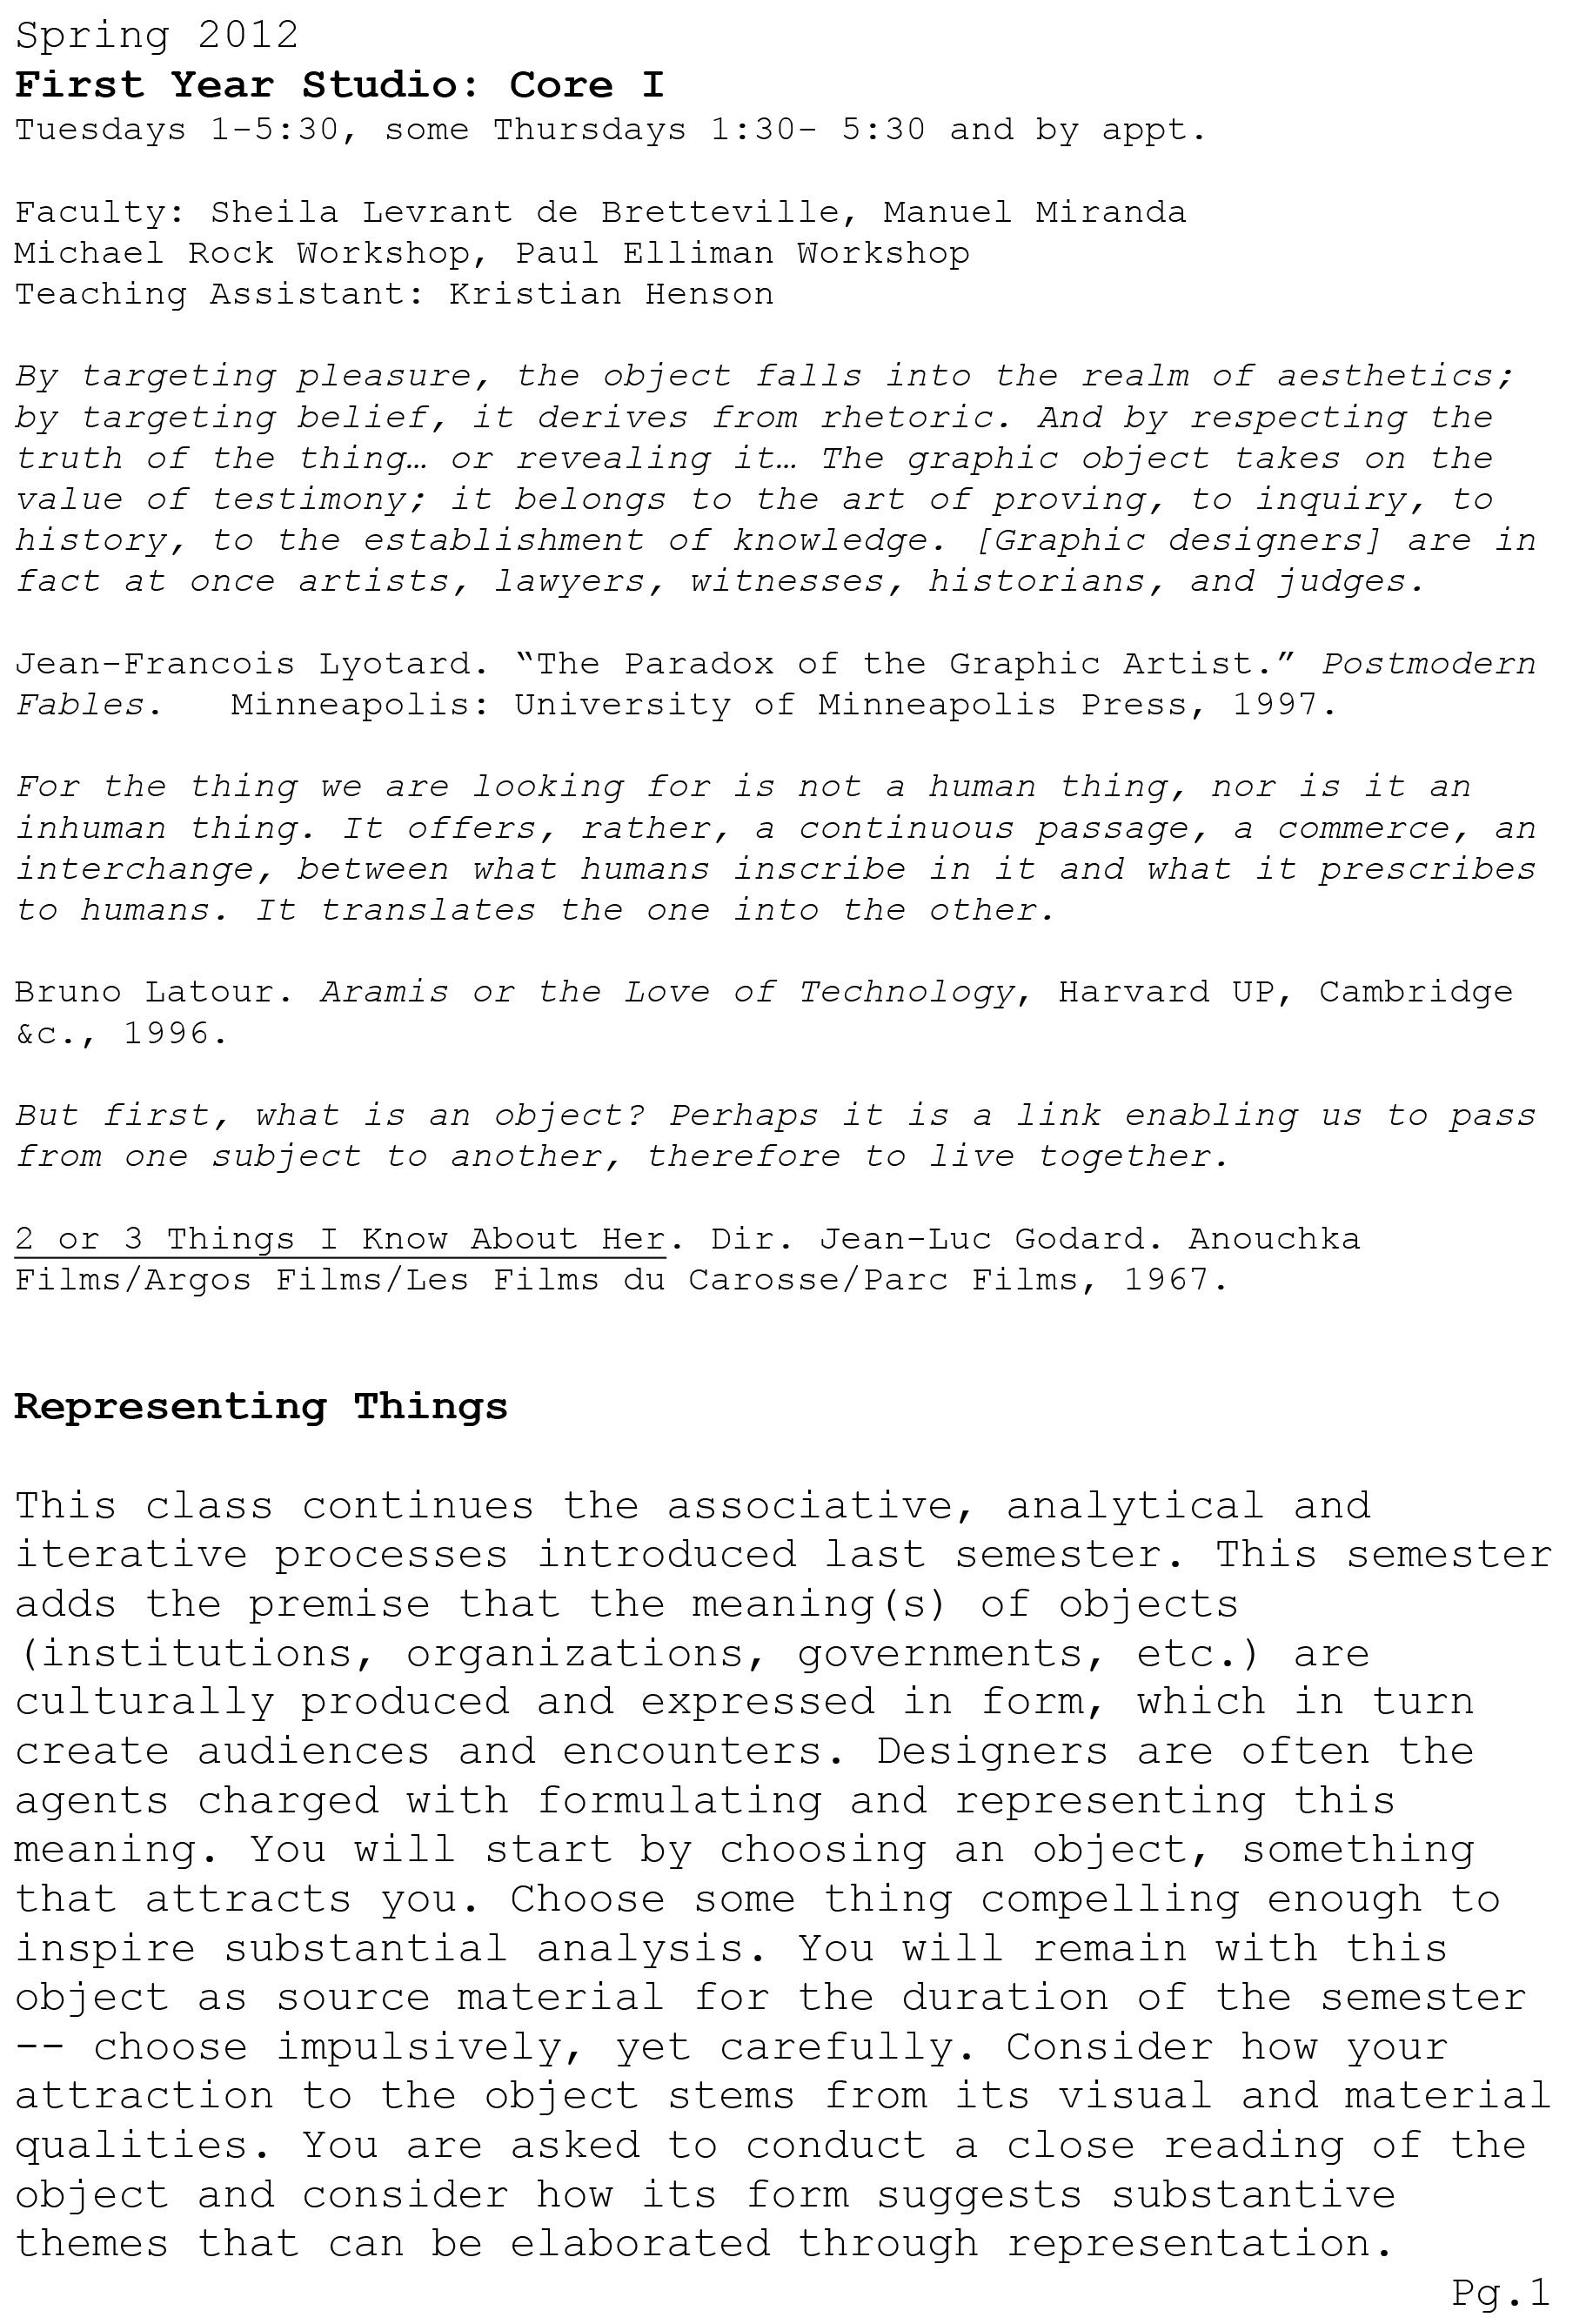 Spring 2012
First Year Studio: Core I
Tuesdays 1-5:30, some Thursdays 1:30- 5:30 and by appt.
Faculty: Sheila Levrant de Bretteville, Manuel Miranda
Michael Rock Workshop, Paul Elliman Workshop
Teaching Assistant: Kristian Henson
By targeting pleasure, the object falls into the realm of aesthetics;
by targeting belief, it derives from rhetoric. And by respecting the
truth of the thing… or revealing it… The graphic object takes on the
value of testimony; it belongs to the art of proving, to inquiry, to
history, to the establishment of knowledge. [Graphic designers] are in
fact at once artists, lawyers, witnesses, historians, and judges.
Jean-Francois Lyotard. “The Paradox of the Graphic Artist.” Postmodern
Fables.   Minneapolis: University of Minneapolis Press, 1997.
For the thing we are looking for is not a human thing, nor is it an
inhuman thing. It offers, rather, a continuous passage, a commerce, an
interchange, between what humans inscribe in it and what it prescribes
to humans. It translates the one into the other.
Bruno Latour. Aramis or the Love of Technology, Harvard UP, Cambridge
&c., 1996.
But first, what is an object? Perhaps it is a link enabling us to pass
from one subject to another, therefore to live together.
2 or 3 Things I Know About Her. Dir. Jean-Luc Godard. Anouchka
Films/Argos Films/Les Films du Carosse/Parc Films, 1967.
Representing Things
This class continues the associative, analytical and
iterative processes introduced last semester. This semester
adds the premise that the meaning(s) of objects
(institutions, organizations, governments, etc.) are
culturally produced and expressed in form, which in turn
create audiences and encounters. Designers are often the
agents charged with formulating and representing this
meaning. You will start by choosing an object, something
that attracts you. Choose some thing compelling enough to
inspire substantial analysis. You will remain with this
object as source material for the duration of the semester
-- choose impulsively, yet carefully. Consider how your
attraction to the object stems from its visual and material
qualities. You are asked to conduct a close reading of the
object and consider how its form suggests substantive
themes that can be elaborated through representation.
Pg.1